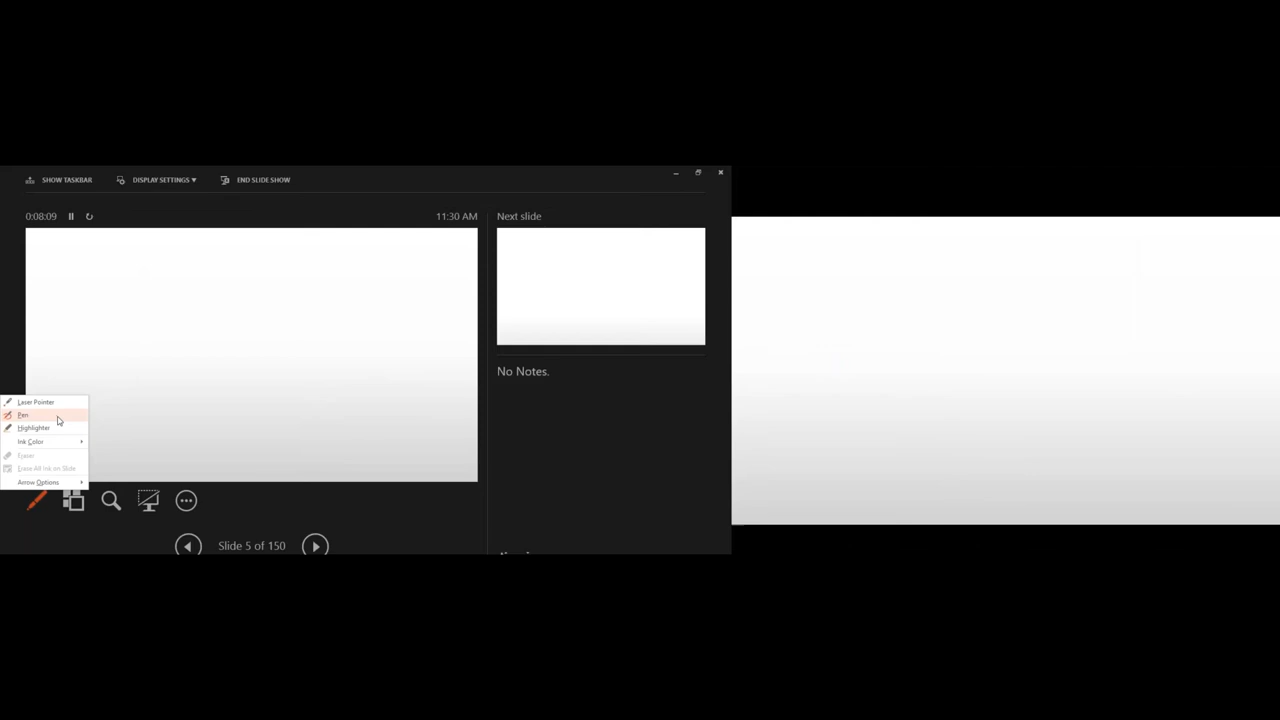 SHOW TASKBAR DISPLAY SETTINGS ▼ END SLIDE SHOW
0:08:09 11:30 AM Next slide
No Notes.
Laser Pointer
Pen
Highlighter
Ink Color
Eraser
Erase All Ink on Slide
Arrow Options
Slide 5 of 150